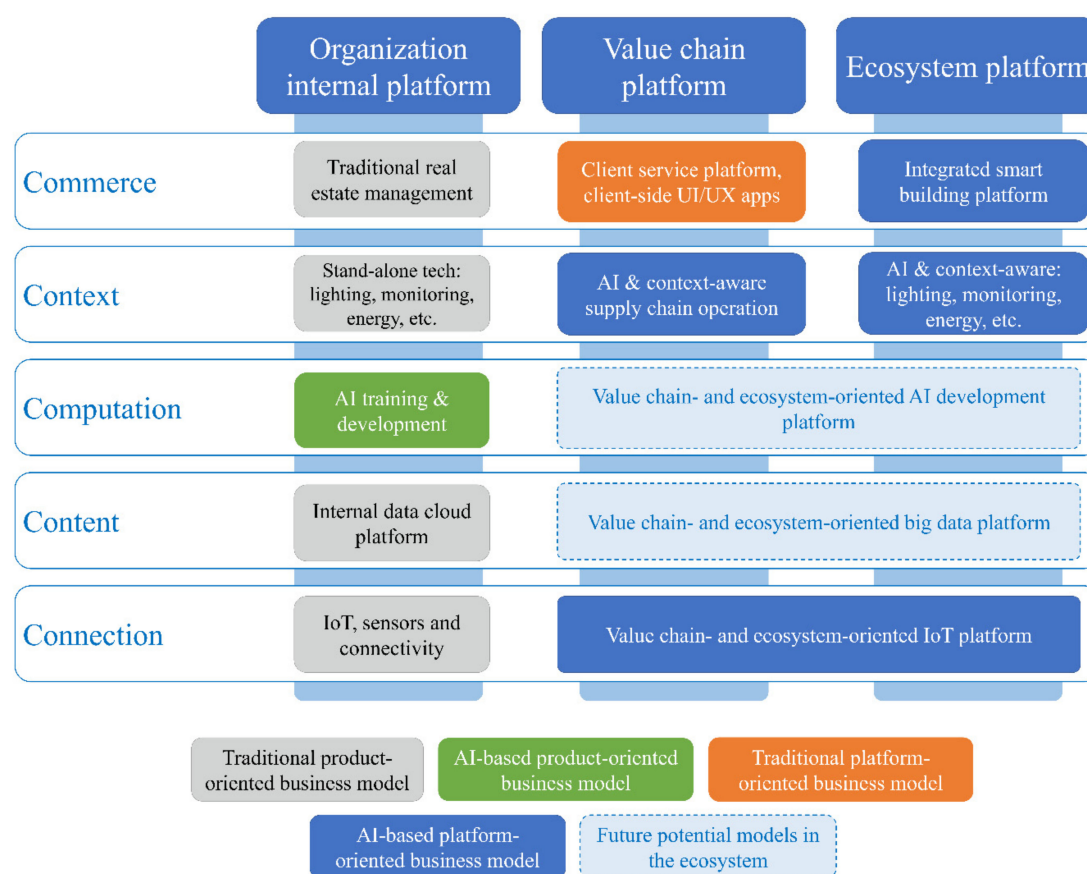 Organization
internal platform
Value chain
platform
Ecosystem platform
Commerce
Traditional real
estate management
Client service platform,
client-side UI/UX apps
Integrated smart
building platform
Context
Stand-alone tech:
lighting, monitoring,
energy, etc.
AI & context-aware
supply chain operation
AI & context-aware:
lighting, monitoring,
energy, etc.
Computation
AI training &
development
Value chain- and ecosystem-oriented AI development
platform
Content
Internal data cloud
platform
Value chain- and ecosystem-oriented big data platform
Connection
IoT, sensors and
connectivity
Value chain- and ecosystem-oriented IoT platform
Traditional product-
oriented business model
AI-based product-oriented
business model
Traditional platform-
oriented business model
AI-based platform-
oriented business model
Future potential models in
the ecosystem